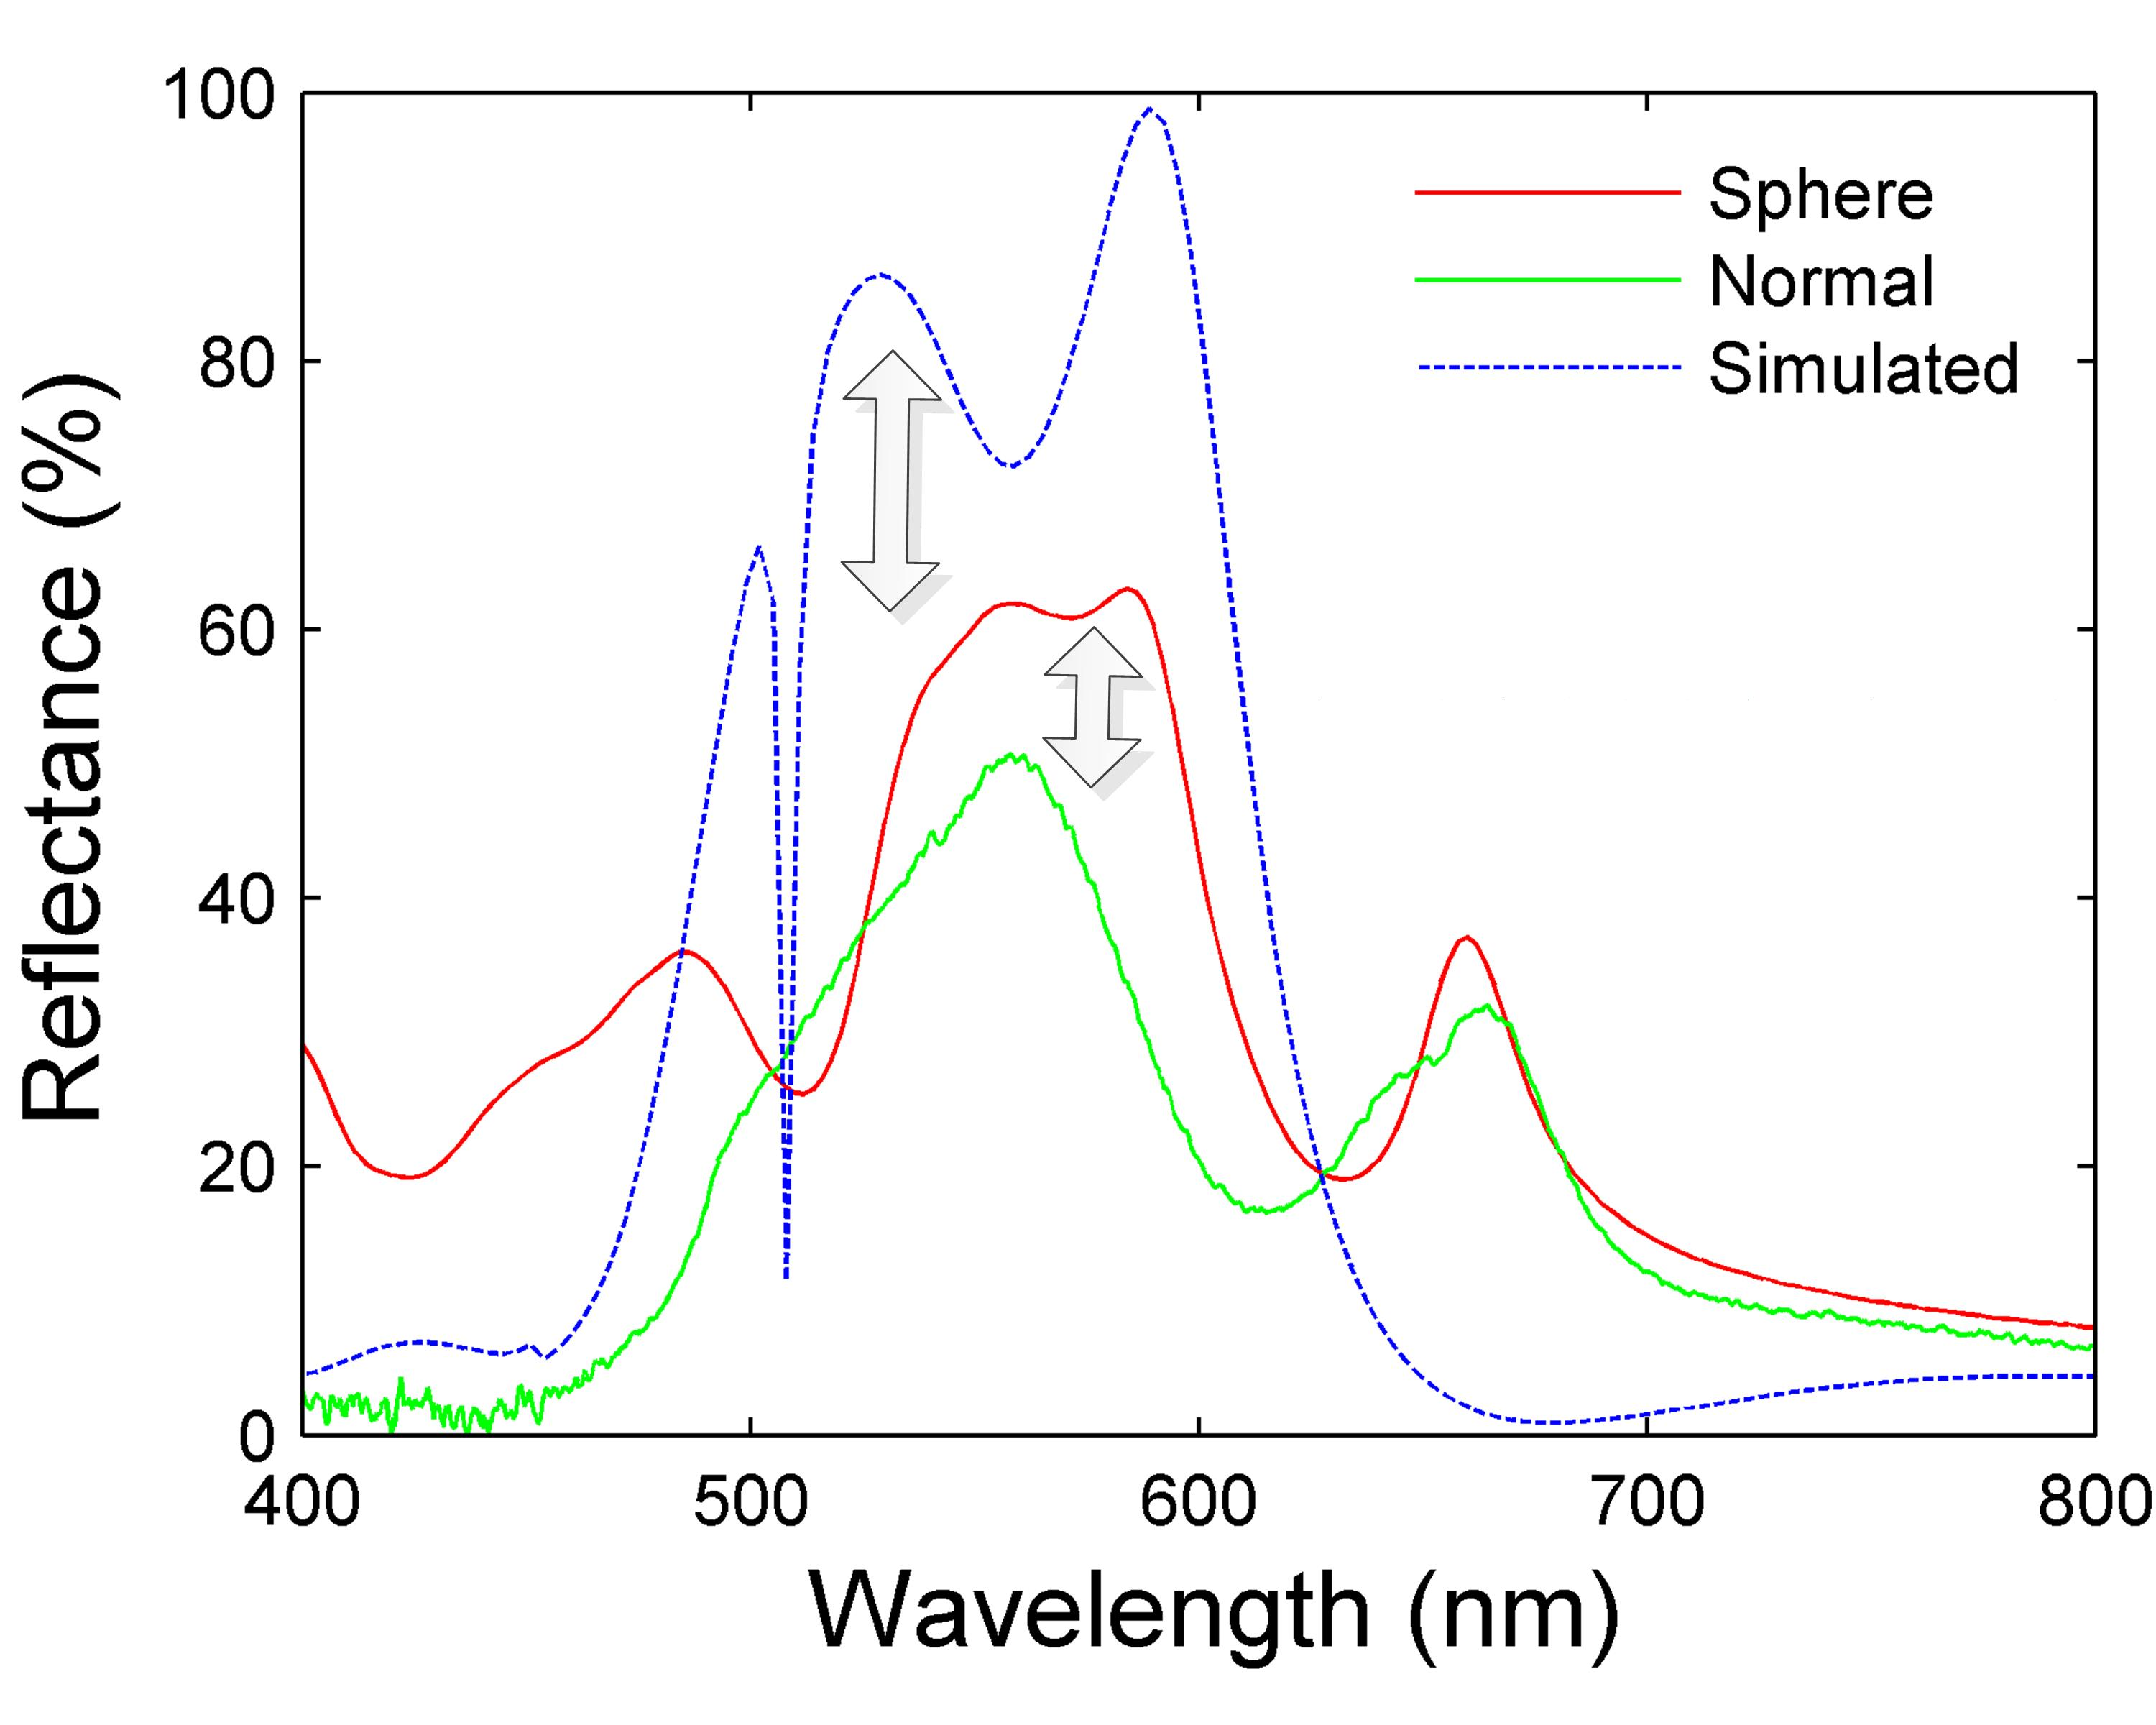 Reflectance (%)
100
80
60
40
20
0
Sphere
Normal
Simulated
400 500 600 700 800
Wavelength (nm)